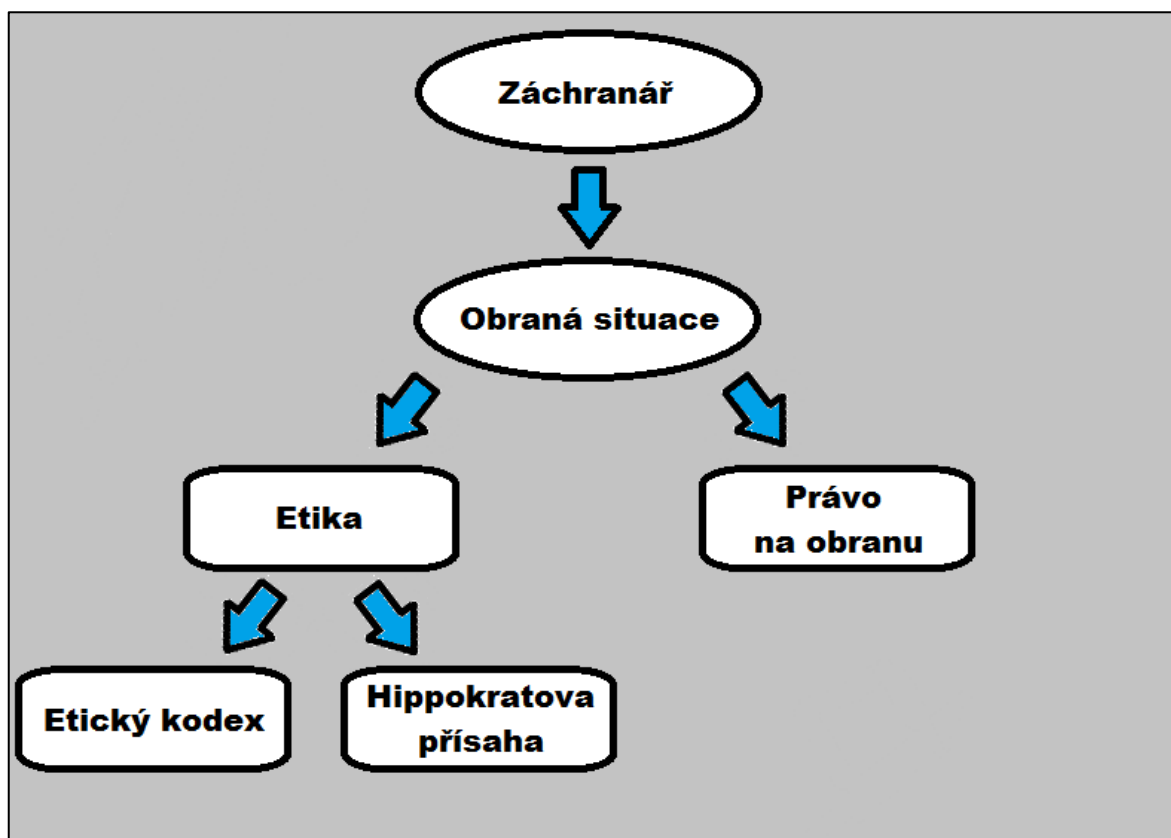 Záchranář
Obraná situace
Etika
Právo
na obranu
Etický kodex
Hippokratova
přísaha